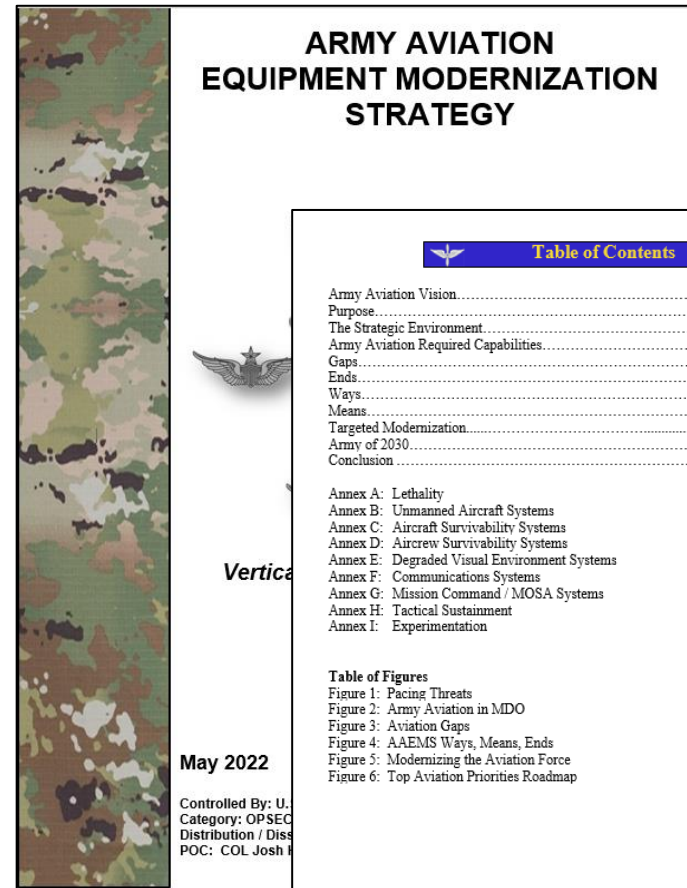 ARMY AVIATION
EQUIPMENT MODERNIZATION
STRATEGY
Table of Contents
Army Aviation Vision……………………………………………
Purpose……………………………………………………………
The Strategic Environment………………………………………
Army Aviation Required Capabilities……………………………
Gaps………………………………………………………………
Ends………………………………………………………………
Ways………………………………………………………………
Means………………………………………………………………
Targeted Modernization......……………………………...........
Army of 2030……………………………………………………
Conclusion ………………………………………………………
Annex A: Lethality
Annex B: Unmanned Aircraft Systems
Annex C: Aircraft Survivability Systems
Annex D: Aircrew Survivability Systems
Annex E: Degraded Visual Environment Systems
Annex F: Communications Systems
Annex G: Mission Command / MOSA Systems
Annex H: Tactical Sustainment
Annex I: Experimentation
Table of Figures
Figure 1: Pacing Threats
Figure 2: Army Aviation in MDO
Figure 3: Aviation Gaps
Figure 4: AAEMS Ways, Means, Ends
Figure 5: Modernizing the Aviation Force
Figure 6: Top Aviation Priorities Roadmap
Vertica
May 2022
Controlled By: U.
Category: OPSEC
Distribution / Diss
POC: COL Josh